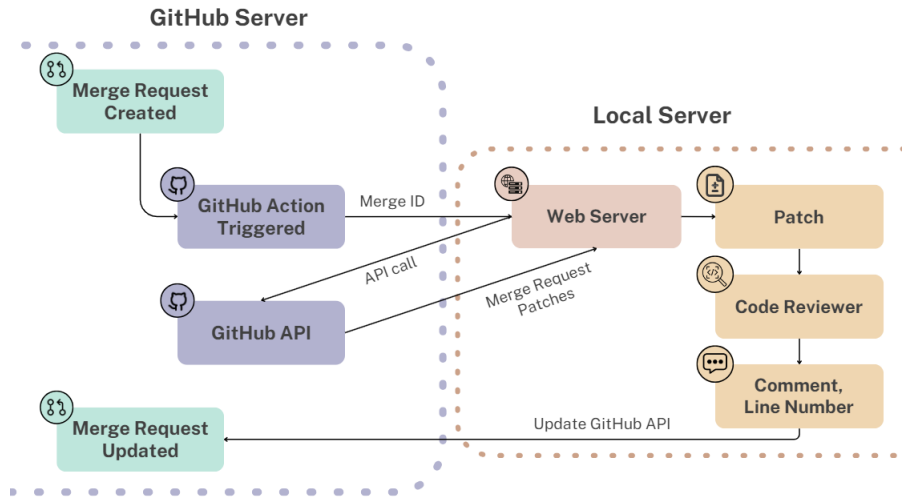 GitHub Server
Merge Request
Created
Local Server
GitHub Action
Triggered
Merge ID
Web Server
Patch
API call
Merge Request
Patches
GitHub API
Code Reviewer
Comment,
Line Number
Update GitHub API
Merge Request
Updated